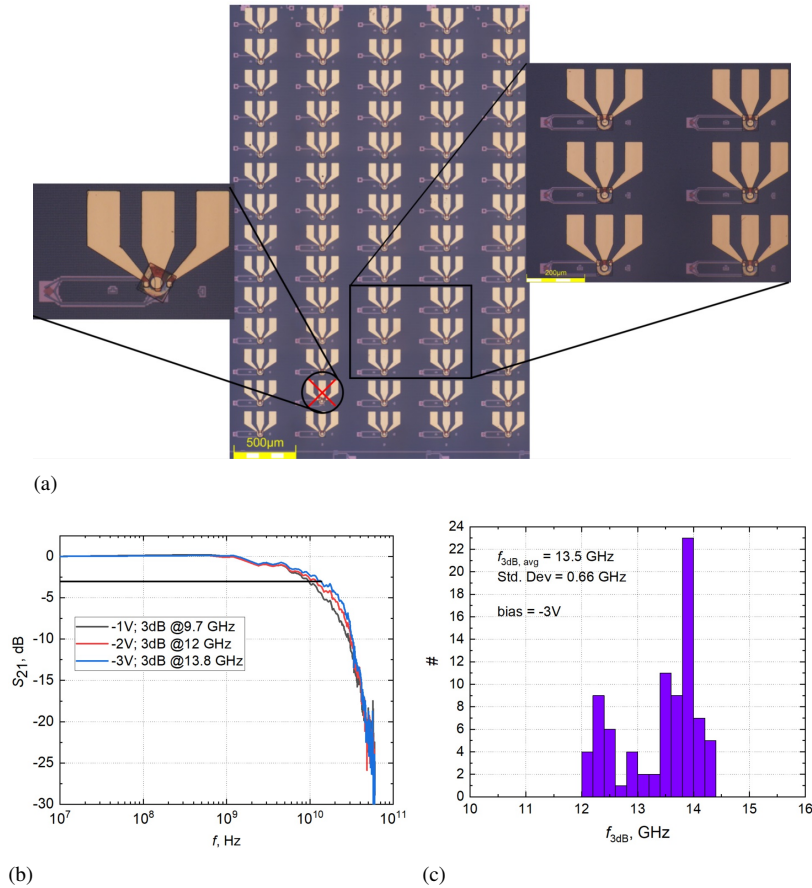 200µm
500µm
(a)
0
-5
-10
-15
-20
-25
-30
S21, dB
-1V; 3dB @9.7 GHz
-2V; 3dB @12 GHz
-3V; 3dB @13.8 GHz
10^7 10^8 10^9 10^10 10^11
f, Hz
(b)
24
22
20
18
16
14
12
10
8
6
4
2
0
#
f3dB, avg = 13.5 GHz
Std. Dev = 0.66 GHz
bias = -3V
10 11 12 13 14 15 16
f3dB, GHz
(c)